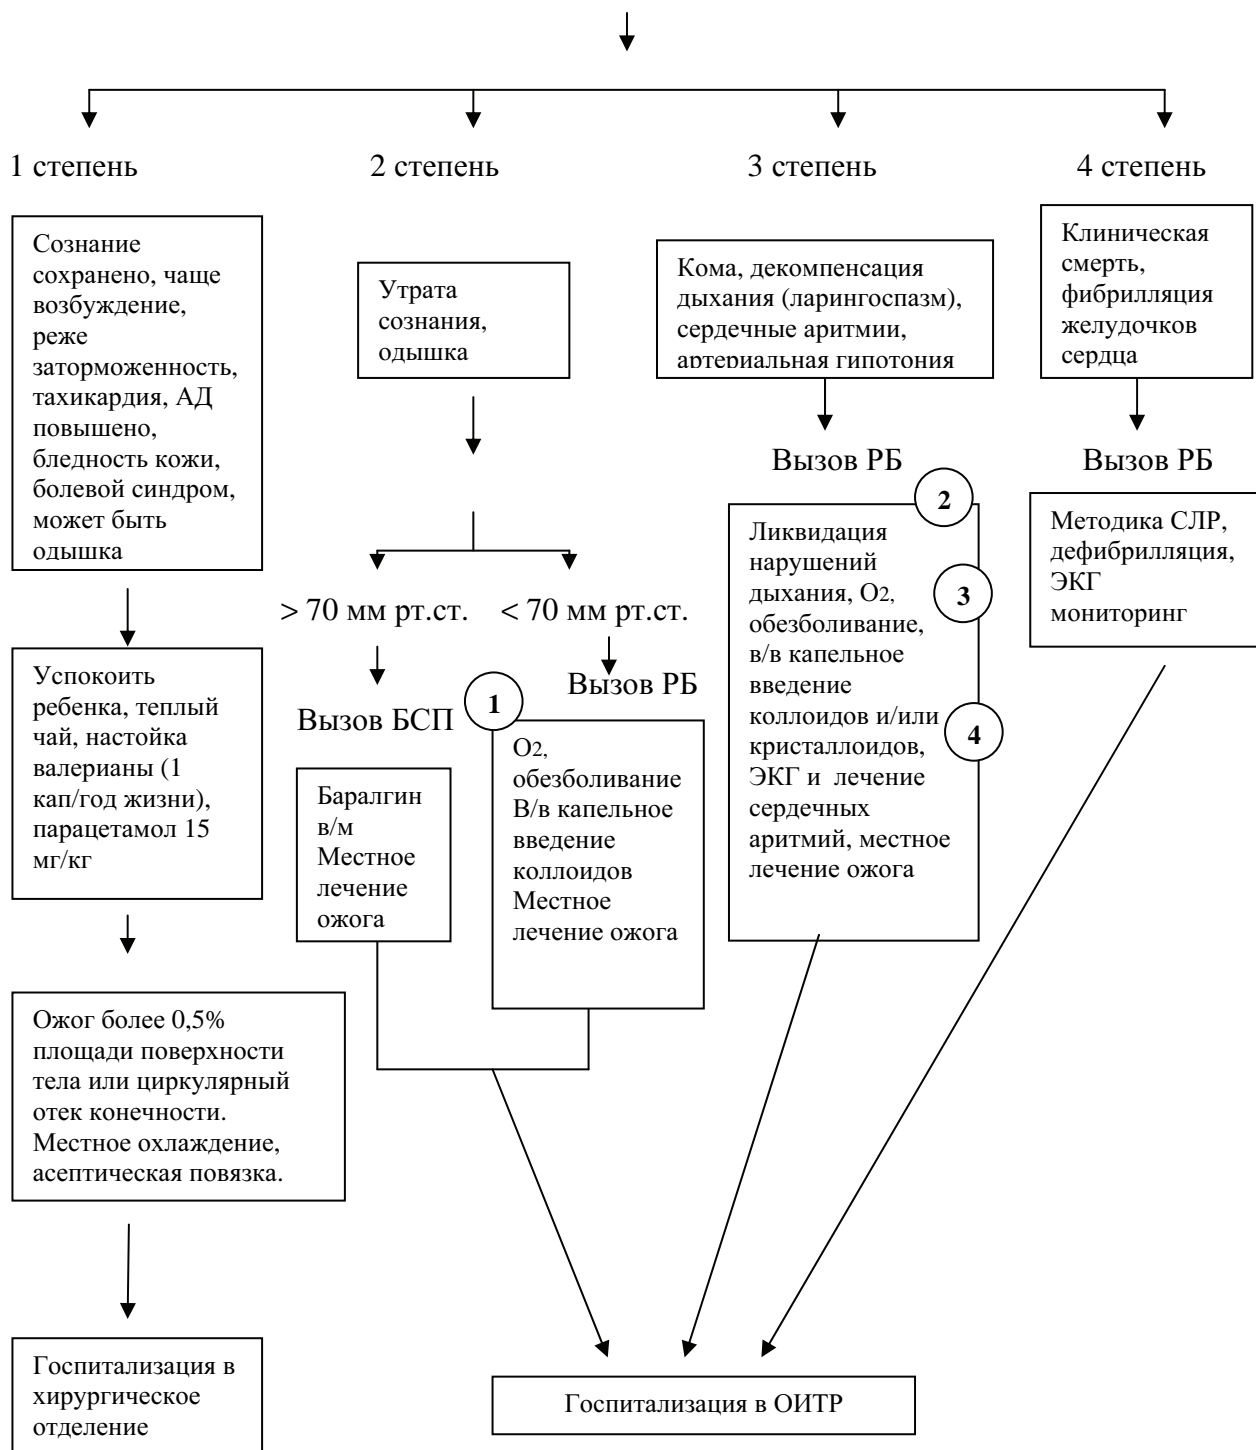 1 степень
2 степень
3 степень
4 степень
Сознание
сохранено, чаще
возбуждение,
реже
заторможенность,
тахикардия, АД
повышено,
бледность кожи,
болевой синдром,
может быть
одышка
Утрата
сознания,
одышка
Кома, декомпенсация
дыхания (ларингоспазм),
сердечные аритмии,
артериальная гипотония
Клиническая
смерть,
фибрилляция
желудочков
сердца
Вызов РБ
Вызов РБ
> 70 мм рт.ст.
< 70 мм рт.ст.
Успокоить
ребенка, теплый
чай, настойка
валерианы (1
кап/год жизни),
парацетамол 15
мг/кг
Вызов БСП
Вызов РБ
1
Баралгин
в/м
Местное
лечение
ожога
О2,
обезболивание
В/в капельное
введение
коллоидов
Местное
лечение ожога
2
3
4
Ликвидация
нарушений
дыхания, О2,
обезболивание,
в/в капельное
введение
коллоидов и/или
кристаллоидов,
ЭКГ и лечение
сердечных
аритмий, местное
лечение ожога
Методика СЛР,
дефибрилляция,
ЭКГ
мониторинг
Ожог более 0,5%
площади поверхности
тела или циркулярный
отек конечности.
Местное охлаждение,
асептическая повязка.
Госпитализация в
хирургическое
отделение
Госпитализация в ОИТР